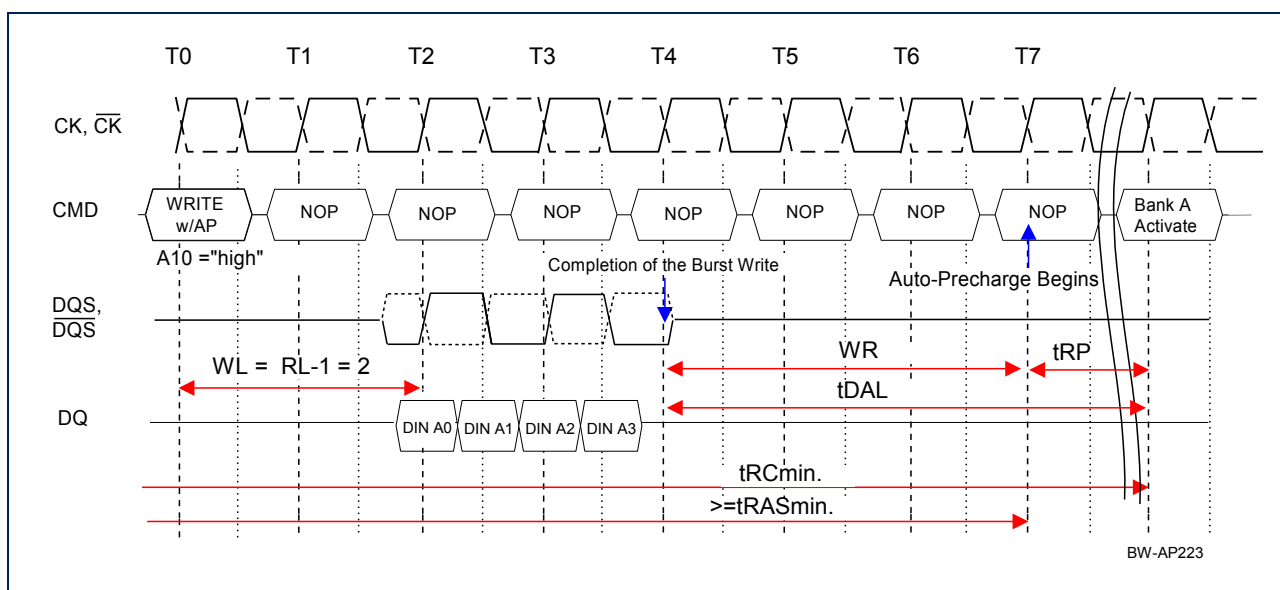 T0 T1 T2 T3 T4 T5 T6 T7
CK, CK
CMD
WRITE
w/AP
NOP NOP NOP NOP NOP NOP NOP
Bank A
Activate
A10 ="high"
Completion of the Burst Write
Auto-Precharge Begins
DQS,
DQS
WL = RL-1 = 2
WR
tRP
tDAL
DQ
DIN A0 DIN A1 DIN A2 DIN A3
tRCmin.
>=tRASmin.
BW-AP223